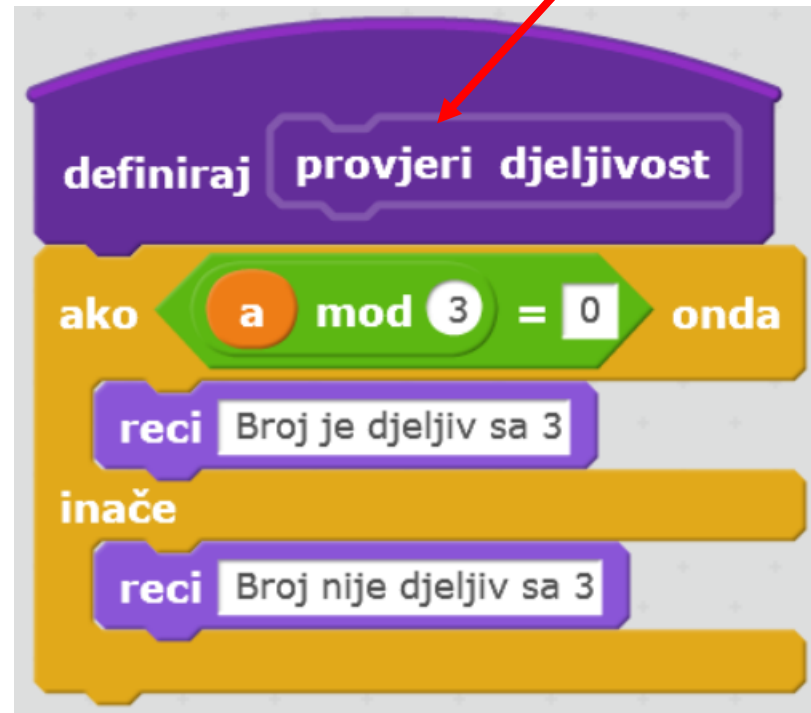 definiraj provjeri djeljivost
ako a mod 3 = 0 onda
reci Broj je djeljiv sa 3
inače
reci Broj nije djeljiv sa 3